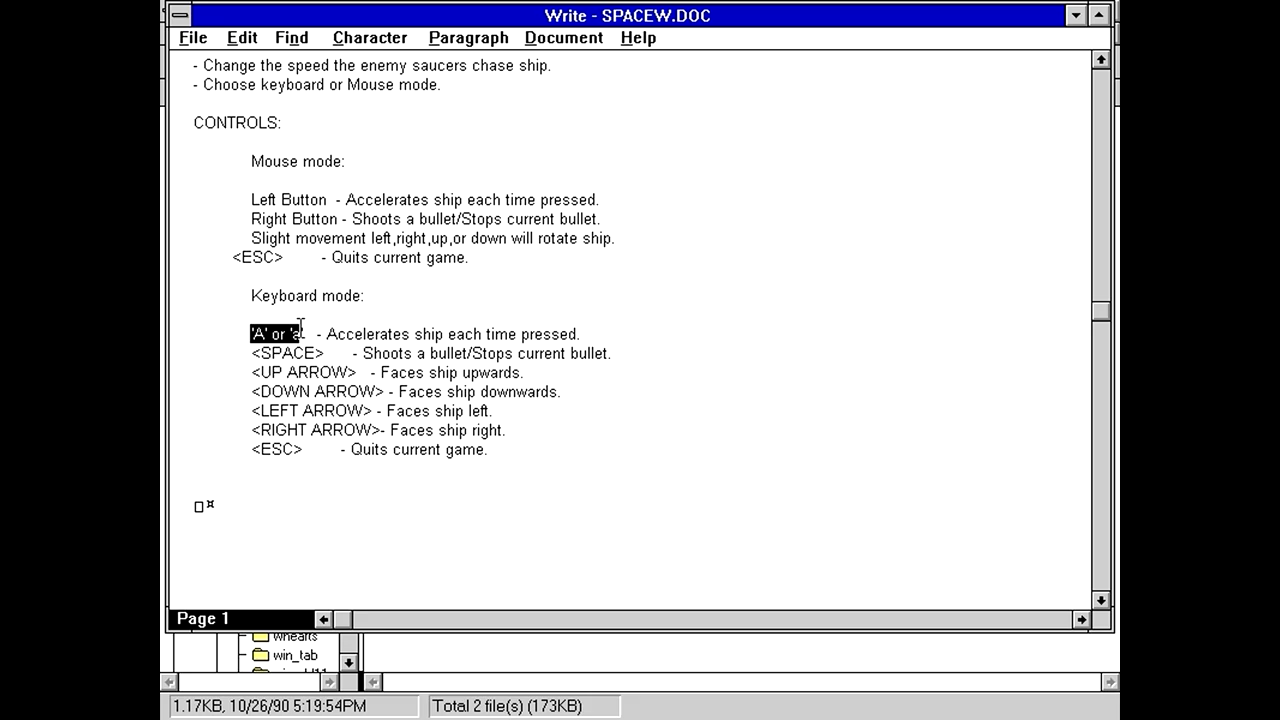 Write - SPACEW.DOC
File Edit Find Character Paragraph Document Help
- Change the speed the enemy saucers chase ship.
- Choose keyboard or Mouse mode.
CONTROLS:
Mouse mode:
Left Button - Accelerates ship each time pressed.
Right Button - Shoots a bullet/Stops current bullet.
Slight movement left,right,up,or down will rotate ship.
<ESC> - Quits current game.
Keyboard mode:
'A' or 'a' - Accelerates ship each time pressed.
<SPACE> - Shoots a bullet/Stops current bullet.
<UP ARROW> - Faces ship upwards.
<DOWN ARROW> - Faces ship downwards.
<LEFT ARROW> - Faces ship left.
<RIGHT ARROW>- Faces ship right.
<ESC> - Quits current game.
Page 1
whearts
win_tab
1.17KB, 10/26/90 5:19:54PM
Total 2 file(s) (173KB)